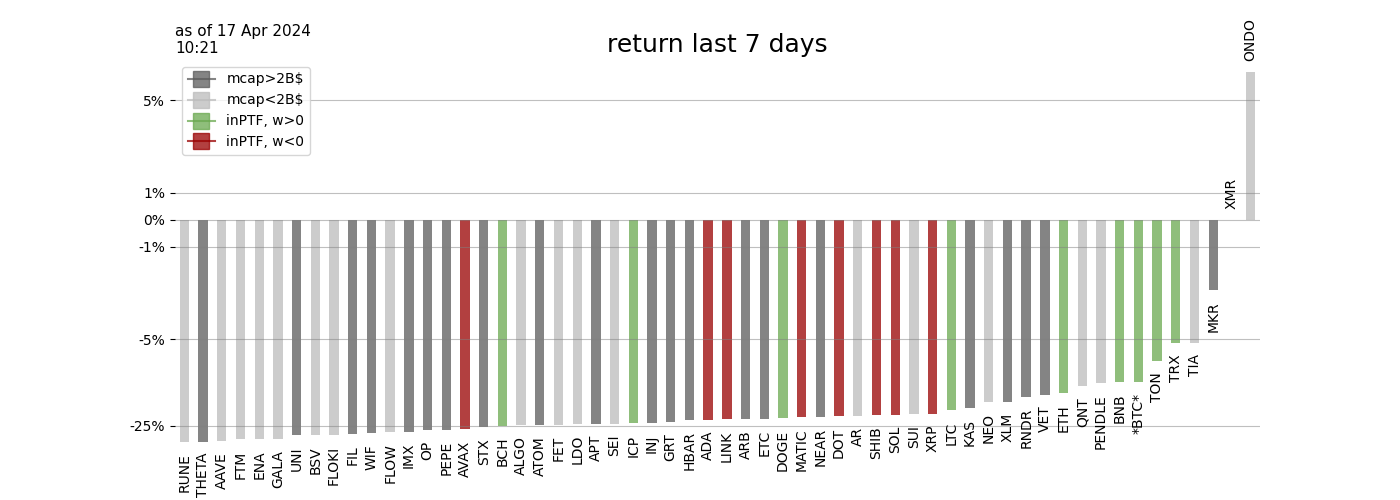 as of 17 Apr 2024
10:21
return last 7 days
mcap>2B$
mcap<2B$
inPTF, w>0
inPTF, w<0
5%
1%
0%
-1%
-5%
-25%
RUNE
THETA
AAVE
FTM
ENA
GALA
UNI
BSV
FLOKI
FIL
WIF
FLOW
IMX
OP
PEPE
AVAX
STX
BCH
ALGO
ATOM
FET
LDO
APT
SEI
ICP
INJ
GRT
HBAR
ADA
LINK
ARB
ETC
DOGE
MATIC
NEAR
DOT
AR
SHIB
SOL
SUI
XRP
LTC
KAS
NEO
XLM
RNDR
VET
ETH
QNT
PENDLE
BNB
*BTC*
TON
TRX
TIA
MKR
XMR
ONDO